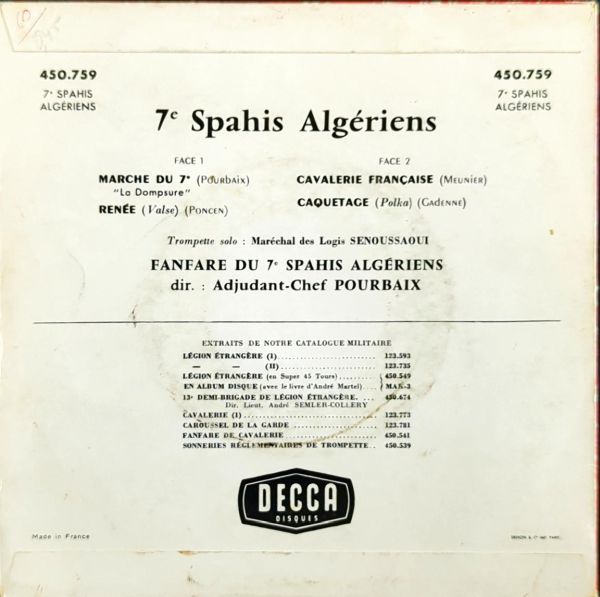 450.759
7e SPAHIS
ALGÉRIENS
450.759
7e SPAHIS
ALGÉRIENS
7e Spahis Algériens
FACE 1
MARCHE DU 7e (POURBAIX)
"La Dompsure"
RENÉE (Valse) (PONCEN)
FACE 2
CAVALERIE FRANÇAISE (MEUNIER)
CAQUETAGE (Polka) (GADENNE)
Trompette solo : Maréchal des Logis SENOUSSAOUI
FANFARE DU 7e SPAHIS ALGÉRIENS
dir. : Adjudant-Chef POURBAIX
EXTRAITS DE NOTRE CATALOGUE MILITAIRE
LÉGION ÉTRANGÈRE (I)........................ 123.593
— — (II)........................ 123.735
LÉGION ÉTRANGÈRE (en Super 45 Tours)........ 450.549
EN ALBUM DISQUE (avec le livre d'André Martel).... MAK-3
13e DEMI-BRIGADE DE LÉGION ÉTRANGÈRE. ... 450.674
Dir. Lieut. André SEMLER-COLLERY
CAVALERIE (1)................................ 123.773
CAROUSSEL DE LA GARDE .................... 123.781
FANFARE DE CAVALERIE ...................... 450.541
SONNERIES RÉGLEMENTAIRES DE TROMPETTE.. 450.539
DECCA
DISQUES
Made in France